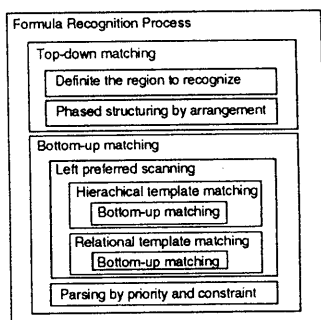 Formula Recognition Process
Top-down matching
Definite the region to recognize
Phased structuring by arrangement
Bottom-up matching
Left preferred scanning
Hierachical template matching
Bottom-up matching
Relational template matching
Bottom-up matching
Parsing by priority and constraint